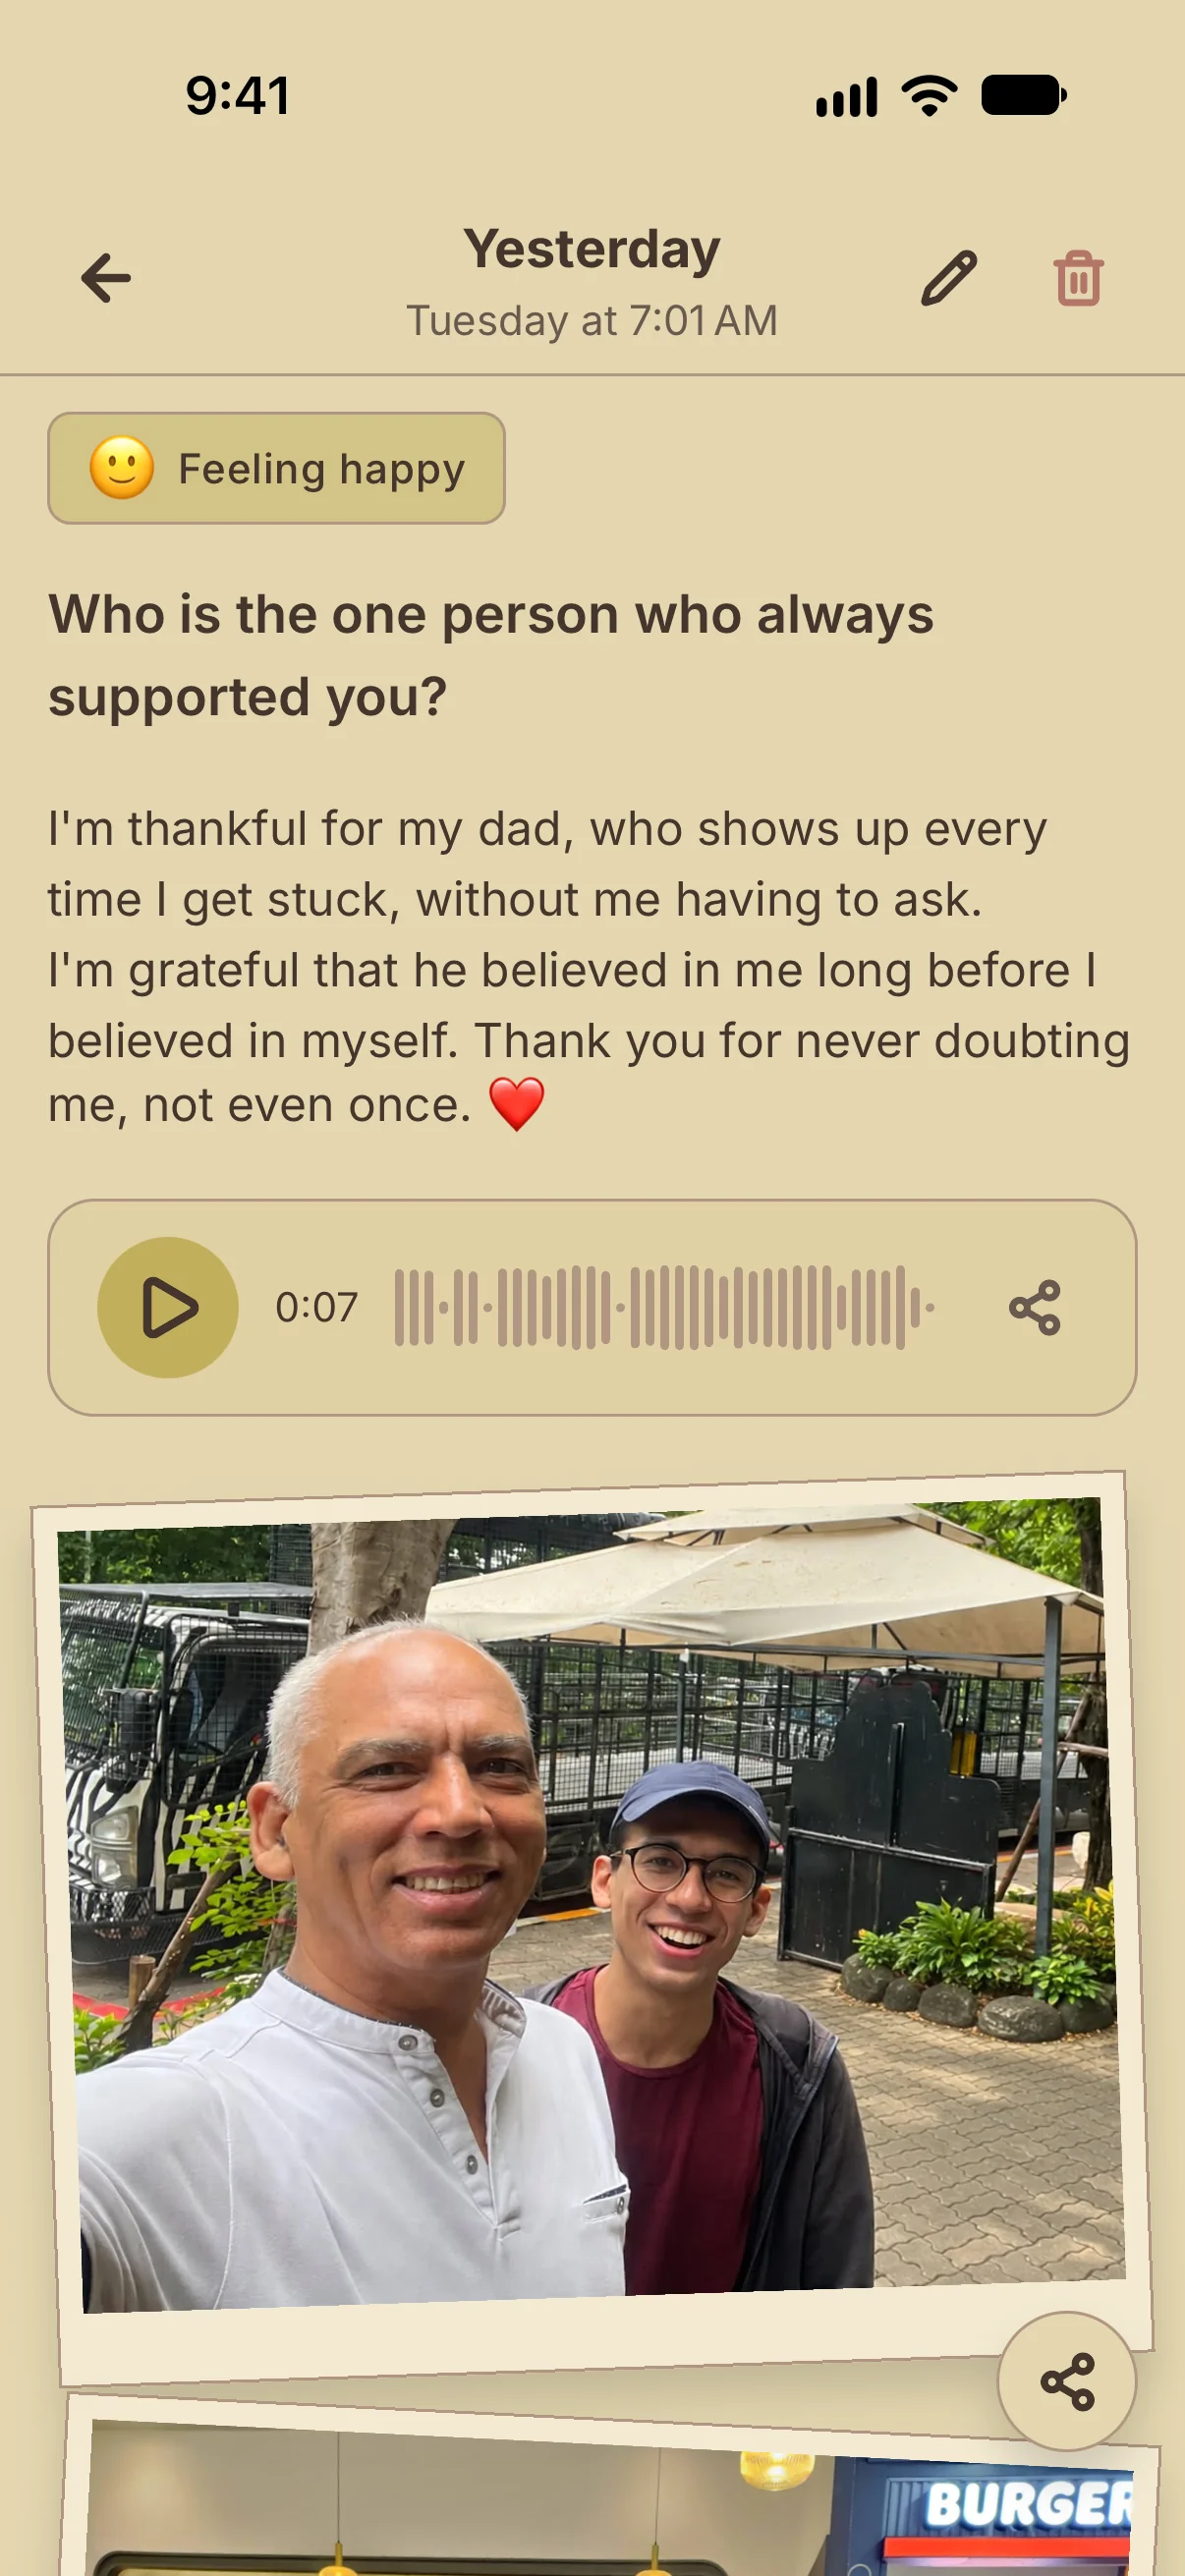 9:41
Yesterday
Tuesday at 7:01 AM
🙂 Feeling happy
Who is the one person who always
supported you?
I'm thankful for my dad, who shows up every
time I get stuck, without me having to ask.
I'm grateful that he believed in me long before I
believed in myself. Thank you for never doubting
me, not even once. ❤️
0:07
BURGER